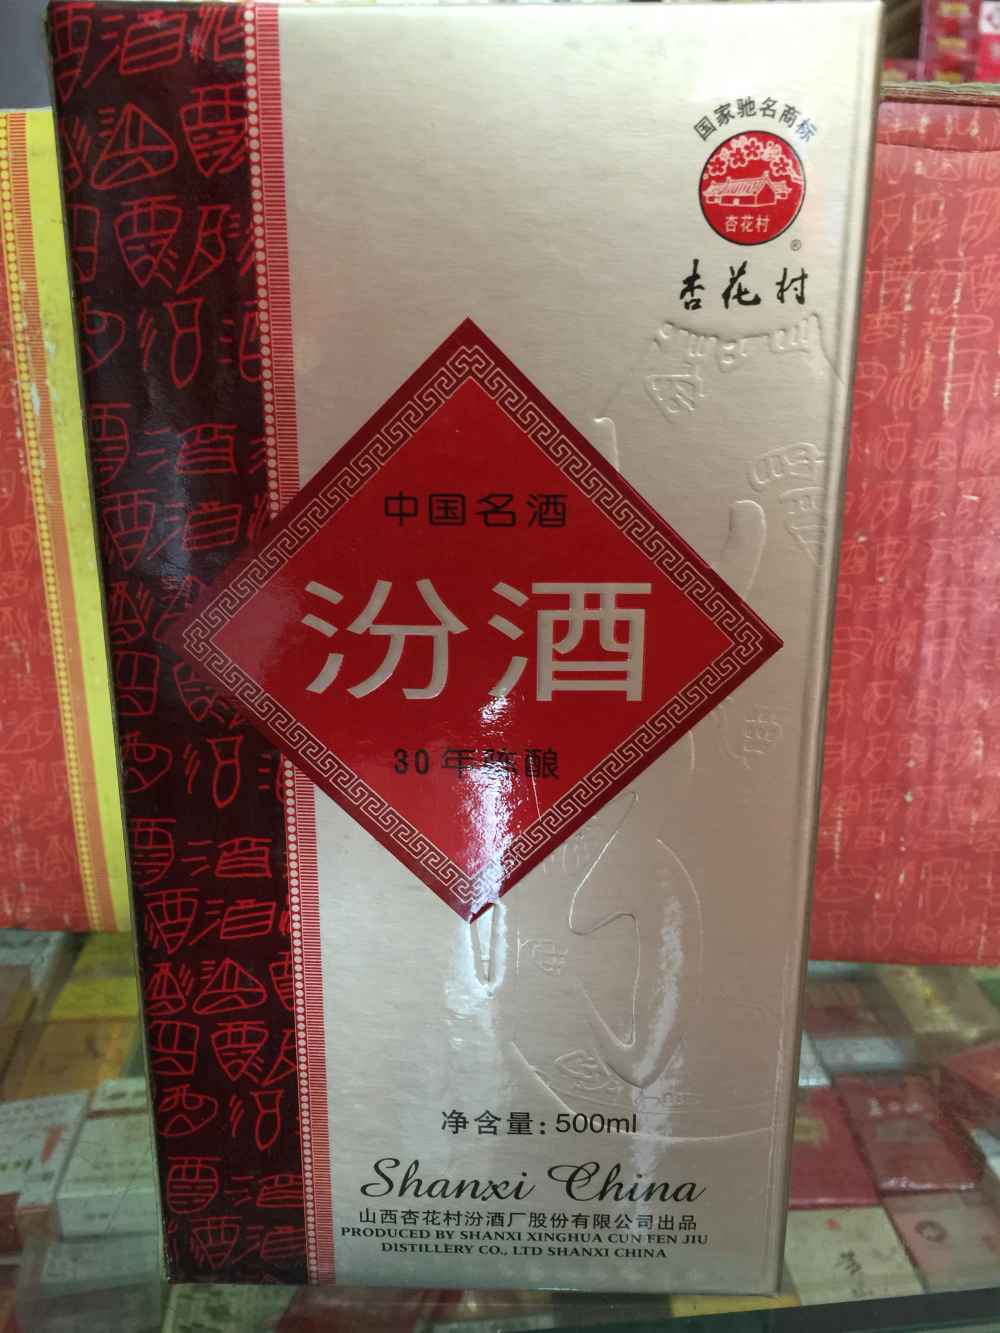 国家驰名商标
杏花村
®
杏花村
中国名酒
汾酒
30年陈酿
净含量：500ml
Shanxi China
山西杏花村汾酒厂股份有限公司出品
PRODUCED BY SHANXI XINGHUA CUN FEN JIU
DISTILLERY CO., LTD SHANXI CHINA